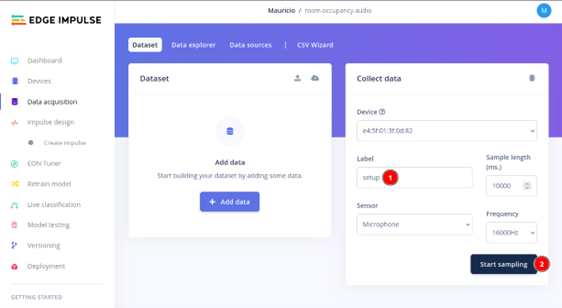 Mauricio / room-occupancy-audio
M
EDGE IMPULSE
Dashboard
Devices
Data acquisition
Impulse design
Create impulse
EON Tuner
Retrain model
Live classification
Model testing
Versioning
Deployment
GETTING STARTED
Dataset
Data explorer
Data sources
|
CSV Wizard
Dataset
Add data
Start building your dataset by adding some data.
+ Add data
Collect data
Device ?
e4:5f:01:3f:0d:82
Label
setup
1
Sample length
(ms.)
10000
Sensor
Microphone
Frequency
16000Hz
Start sampling
2